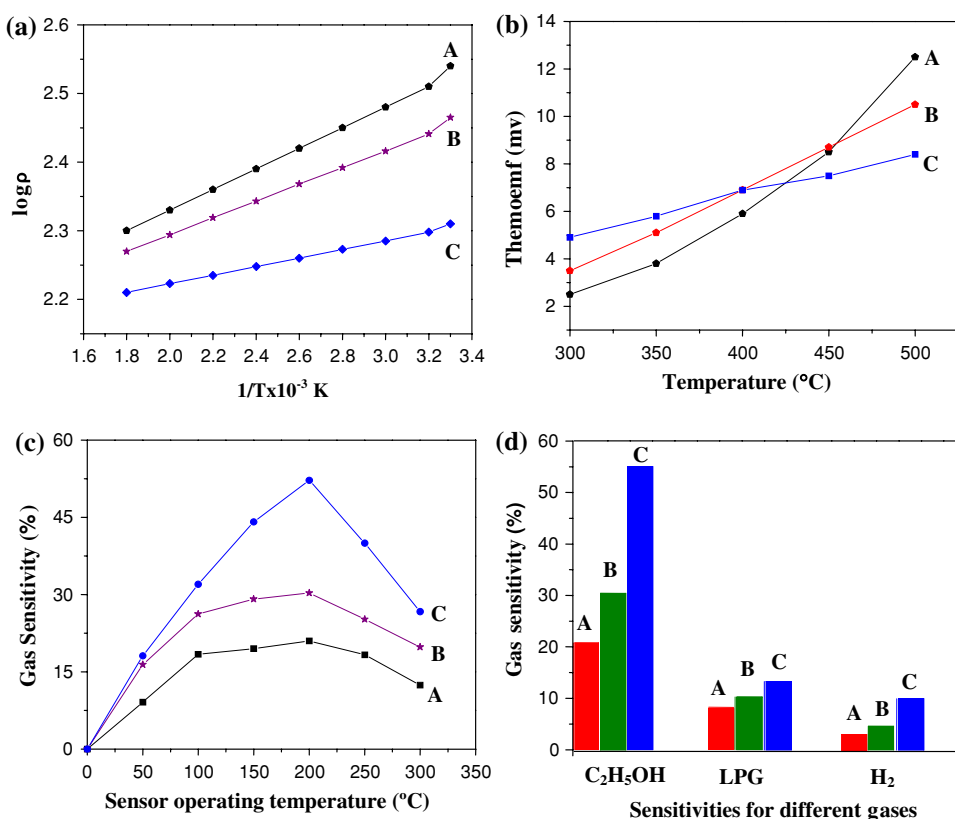 (a)
2.6
2.5
2.4
2.3
2.2
logρ
A
B
C
1.6 1.8 2.0 2.2 2.4 2.6 2.8 3.0 3.2 3.4
1/Tx10⁻³ K
(b)
14
12
10
8
6
4
2
Themoemf (mv)
A
B
C
300 350 400 450 500
Temperature (°C)
(c)
60
45
30
15
0
Gas Sensitivity (%)
C
B
A
0 50 100 150 200 250 300 350
Sensor operating temperature (ºC)
(d)
60
50
40
30
20
10
0
Gas sensitivity (%)
A B C
A B C
A B C
C₂H₅OH LPG H₂
Sensitivities for different gases